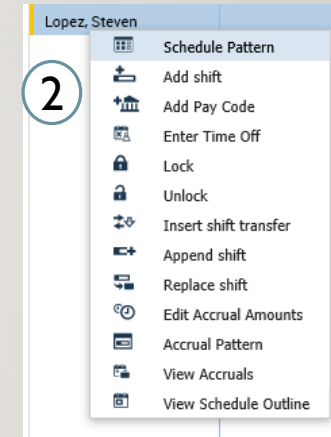 Lopez, Steven
2
Schedule Pattern
Add shift
Add Pay Code
Enter Time Off
Lock
Unlock
Insert shift transfer
Append shift
Replace shift
Edit Accrual Amounts
Accrual Pattern
View Accruals
View Schedule Outline